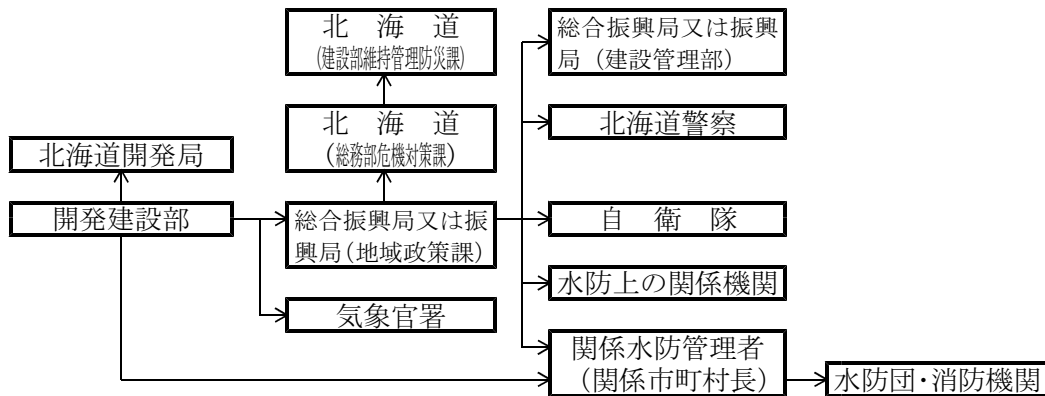 北　海　道
(建設部維持管理防災課)
総合振興局又は振興
局（建設管理部）
北　海　道
(総務部危機対策課)
北海道警察
北海道開発局
開発建設部
総合振興局又は振
興局(地域政策課)
自　衛　隊
水防上の関係機関
気象官署
関係水防管理者
（関係市町村長）
水防団・消防機関